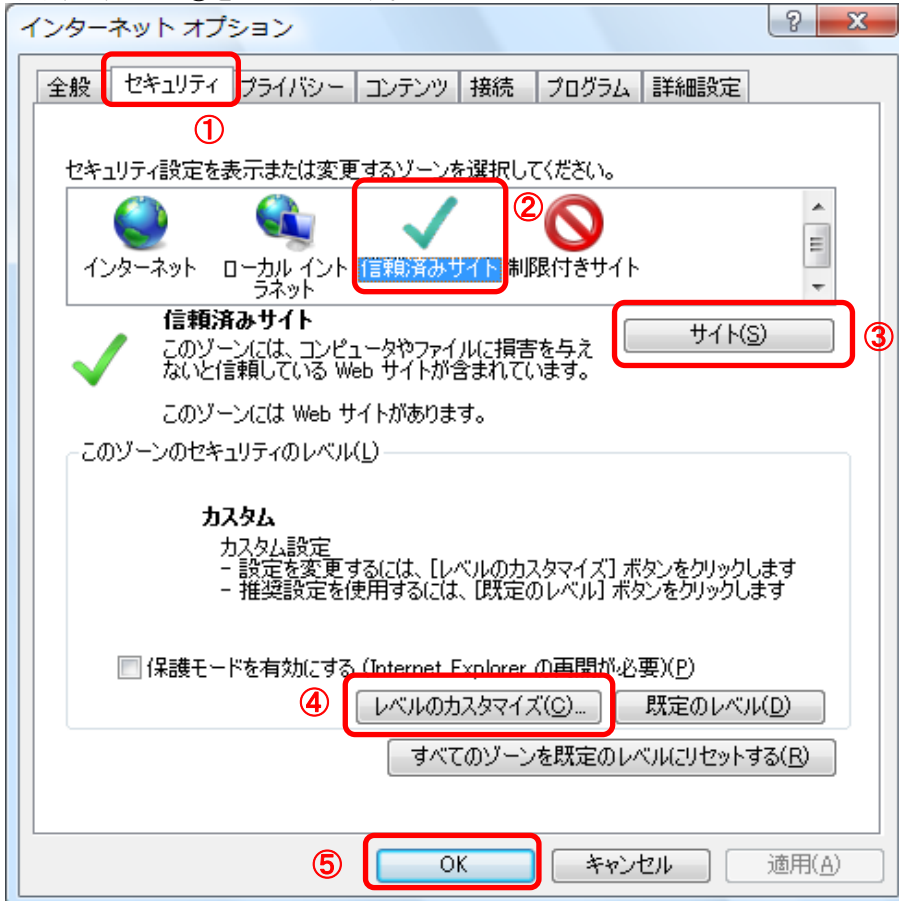 インターネット オプション
全般 セキュリティ プライバシー コンテンツ 接続 プログラム 詳細設定
①
セキュリティ設定を表示または変更するゾーンを選択してください。
②
インターネット ローカル イント 信頼済みサイト 制限付きサイト
ラネット
信頼済みサイト
サイト(S)
③
このゾーンには、コンピュータやファイルに損害を与え
ないと信頼している Web サイトが含まれています。
このゾーンには Web サイトがあります。
このゾーンのセキュリティのレベル(L)
カスタム
カスタム設定
- 設定を変更するには、[レベルのカスタマイズ] ボタンをクリックします
- 推奨設定を使用するには、[既定のレベル] ボタンをクリックします
保護モードを有効にする (Internet Explorer の再開が必要)(P)
④ レベルのカスタマイズ(C)... 既定のレベル(D)
すべてのゾーンを既定のレベルにリセットする(R)
⑤ OK キャンセル 適用(A)